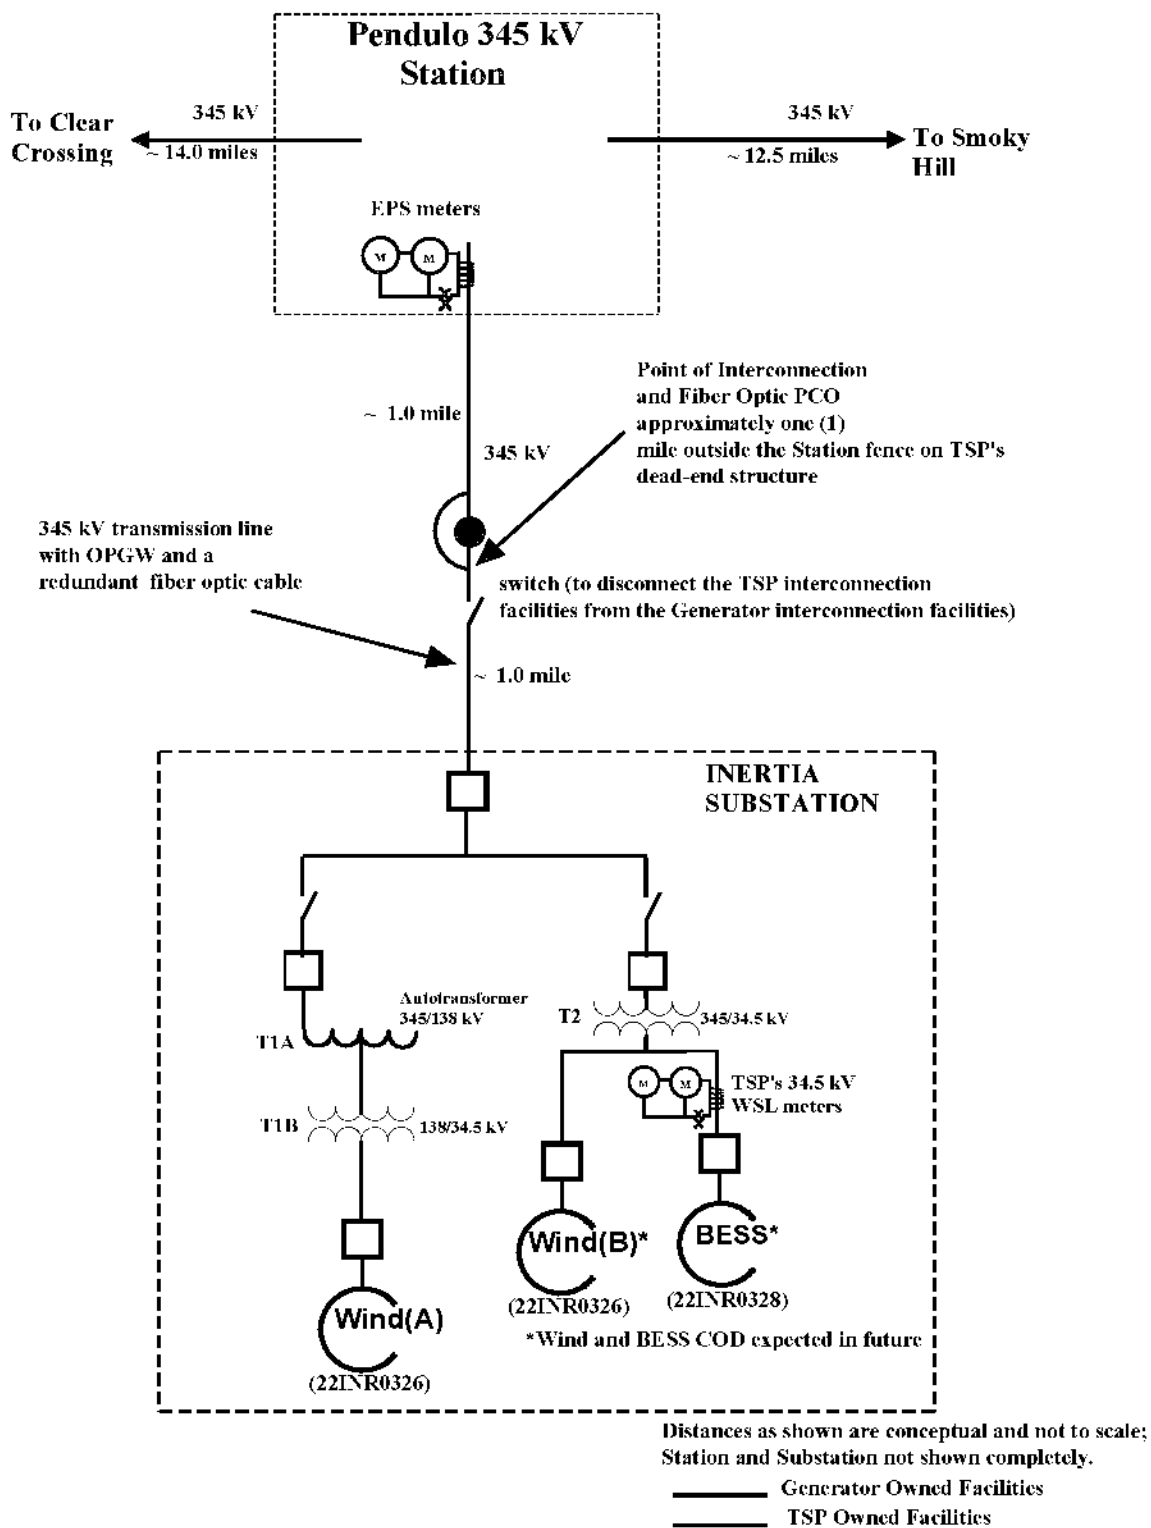 Pendulo 345 kV
Station
345 kV
345 kV
To Clear
Crossing
~ 14.0 miles
~ 12.5 miles
To Smoky
Hill
EPS meters
M
M
Point of Interconnection
and Fiber Optic PCO
approximately one (1)
mile outside the Station fence on TSP's
dead-end structure
~ 1.0 mile
345 kV
345 kV transmission line
with OPGW and a
redundant fiber optic cable
switch (to disconnect the TSP interconnection
facilities from the Generator interconnection facilities)
~ 1.0 mile
INERTIA
SUBSTATION
Autotransformer
345/138 kV
T1A
T2
345/34.5 kV
M
M
TSP's 34.5 kV
WSL meters
T1B
138/34.5 kV
Wind(B)*
BESS*
(22INR0326)
(22INR0328)
*Wind and BESS COD expected in future
Wind(A)
(22INR0326)
Distances as shown are conceptual and not to scale;
Station and Substation not shown completely.
Generator Owned Facilities
TSP Owned Facilities